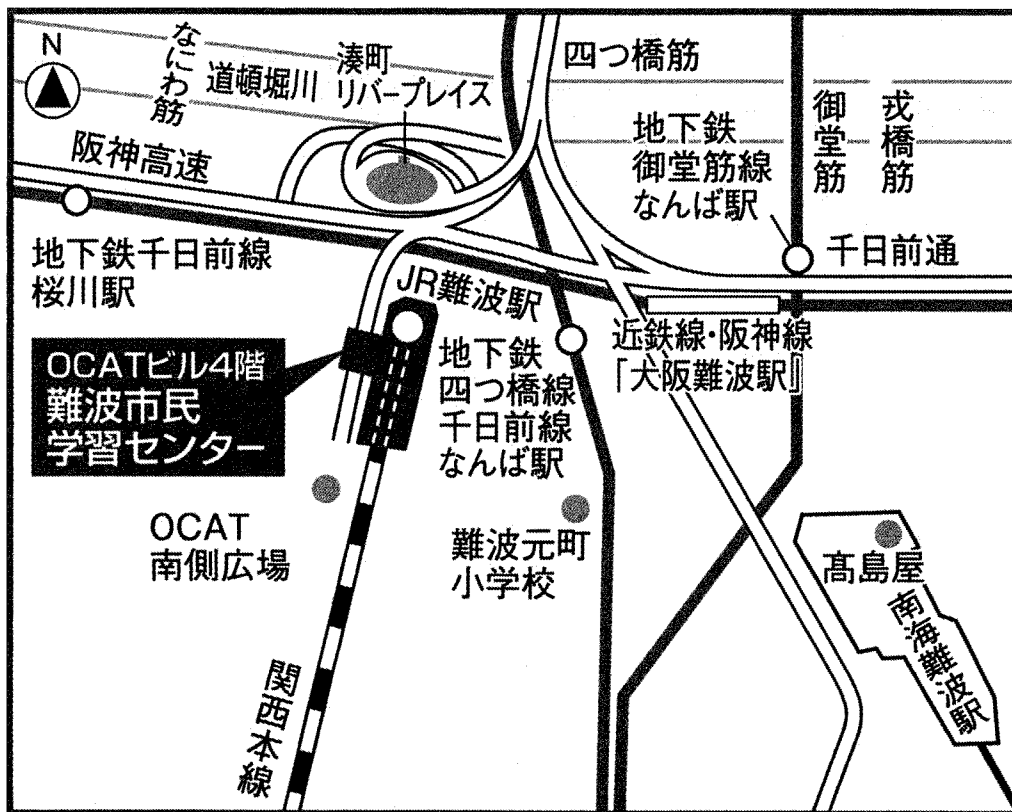 N
なにわ筋
道頓堀川
湊町
リバープレイス
四つ橋筋
地下鉄
御堂筋線
なんば駅
御堂筋
戎橋筋
阪神高速
千日前通
地下鉄千日前線
桜川駅
JR難波駅
近鉄線・阪神線
「大阪難波駅」
OCATビル4階
難波市民
学習センター
地下鉄
四つ橋線
千日前線
なんば駅
OCAT
南側広場
難波元町
小学校
髙島屋
南海難波駅
関西本線